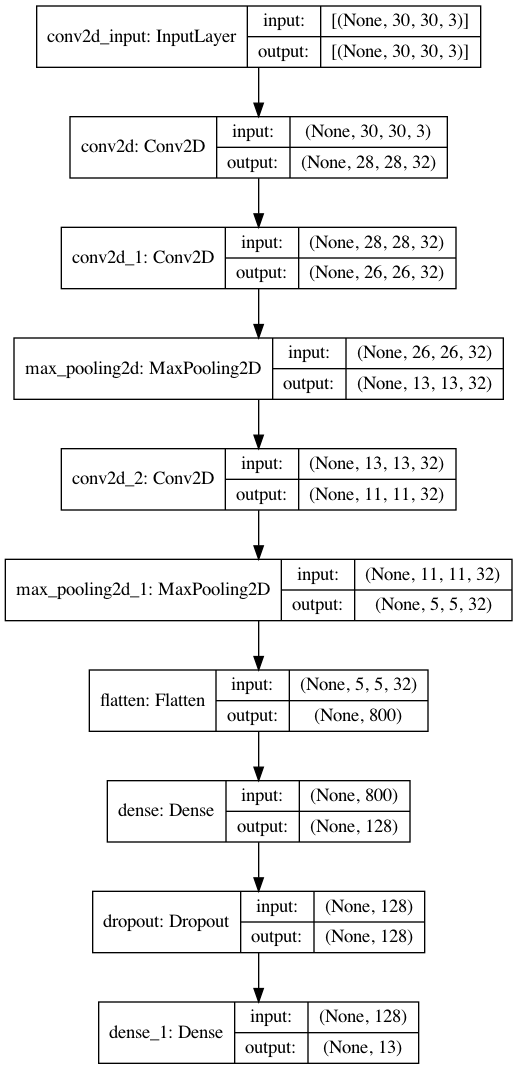 conv2d_input: InputLayer
input:
[(None, 30, 30, 3)]
output:
[(None, 30, 30, 3)]
conv2d: Conv2D
input:
(None, 30, 30, 3)
output:
(None, 28, 28, 32)
conv2d_1: Conv2D
input:
(None, 28, 28, 32)
output:
(None, 26, 26, 32)
max_pooling2d: MaxPooling2D
input:
(None, 26, 26, 32)
output:
(None, 13, 13, 32)
conv2d_2: Conv2D
input:
(None, 13, 13, 32)
output:
(None, 11, 11, 32)
max_pooling2d_1: MaxPooling2D
input:
(None, 11, 11, 32)
output:
(None, 5, 5, 32)
flatten: Flatten
input:
(None, 5, 5, 32)
output:
(None, 800)
dense: Dense
input:
(None, 800)
output:
(None, 128)
dropout: Dropout
input:
(None, 128)
output:
(None, 128)
dense_1: Dense
input:
(None, 128)
output:
(None, 13)